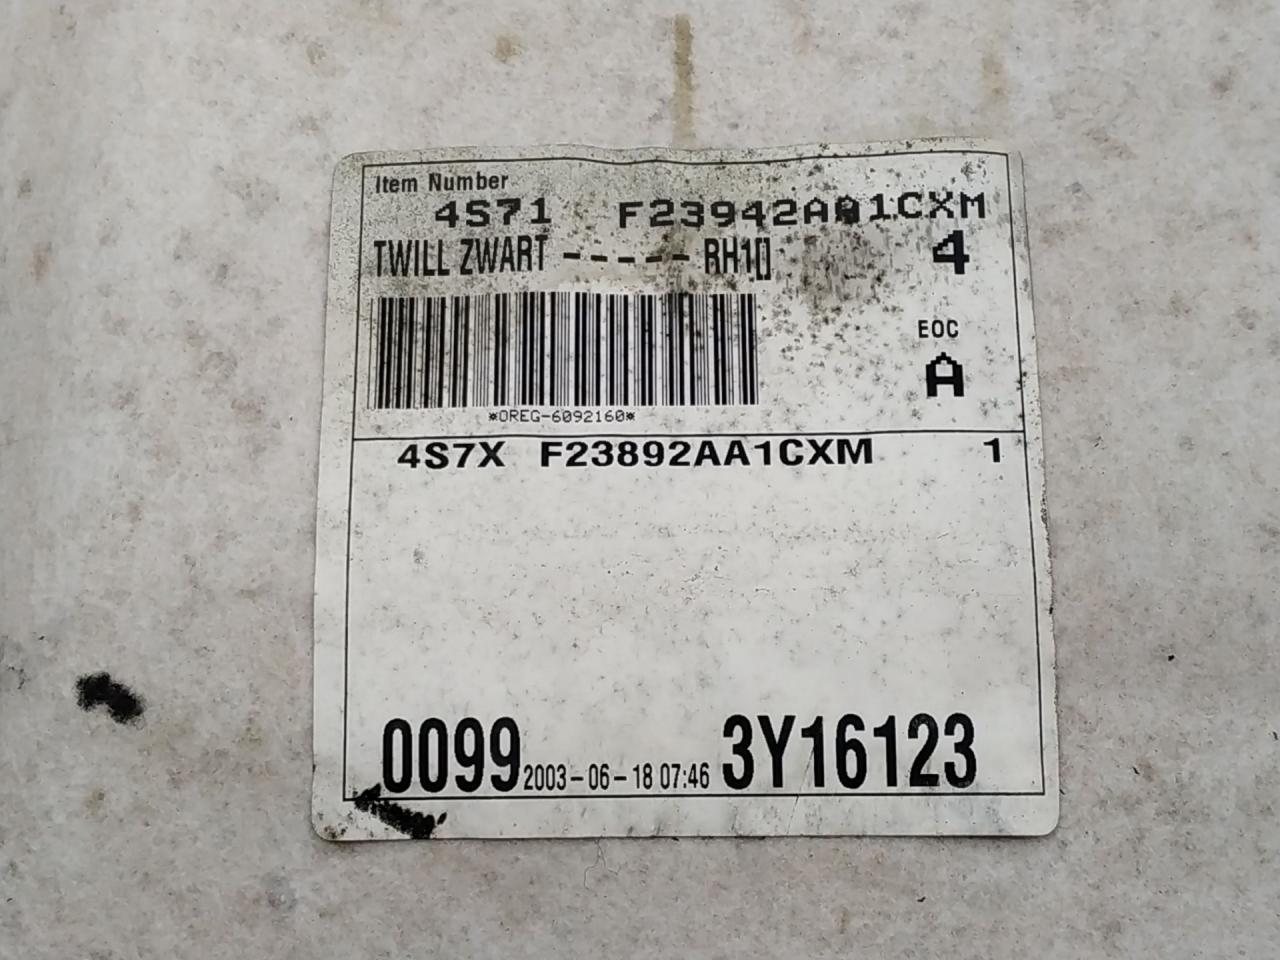 Item Number
4S71 F23942AA1CXM
TWILL ZWART ----- RH1[] 4
EOC
A
*OREG-6092160*
4S7X F23892AA1CXM 1
0099 2003-06-18 07:46 3Y16123